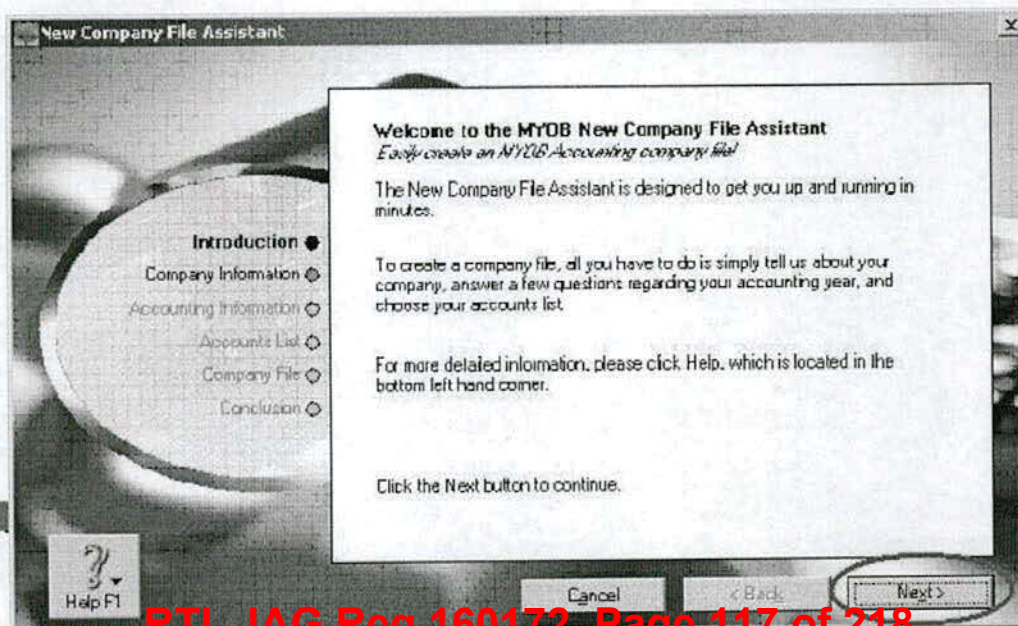 New Company File Assistant
Welcome to the MYOB New Company File Assistant
Easily create an MYOB Accounting company file!
The New Company File Assistant is designed to get you up and running in
minutes.
Introduction
Company Information
Accounting Information
Accounts List
Company File
Conclusion
To create a company file, all you have to do is simply tell us about your
company, answer a few questions regarding your accounting year, and
choose your accounts list
For more detailed information, please click Help, which is located in the
bottom left hand corner.
Click the Next button to continue.
Help F1
Cancel
< Back
Next >
RTI-JAG Req 160172, Page 117 of 218